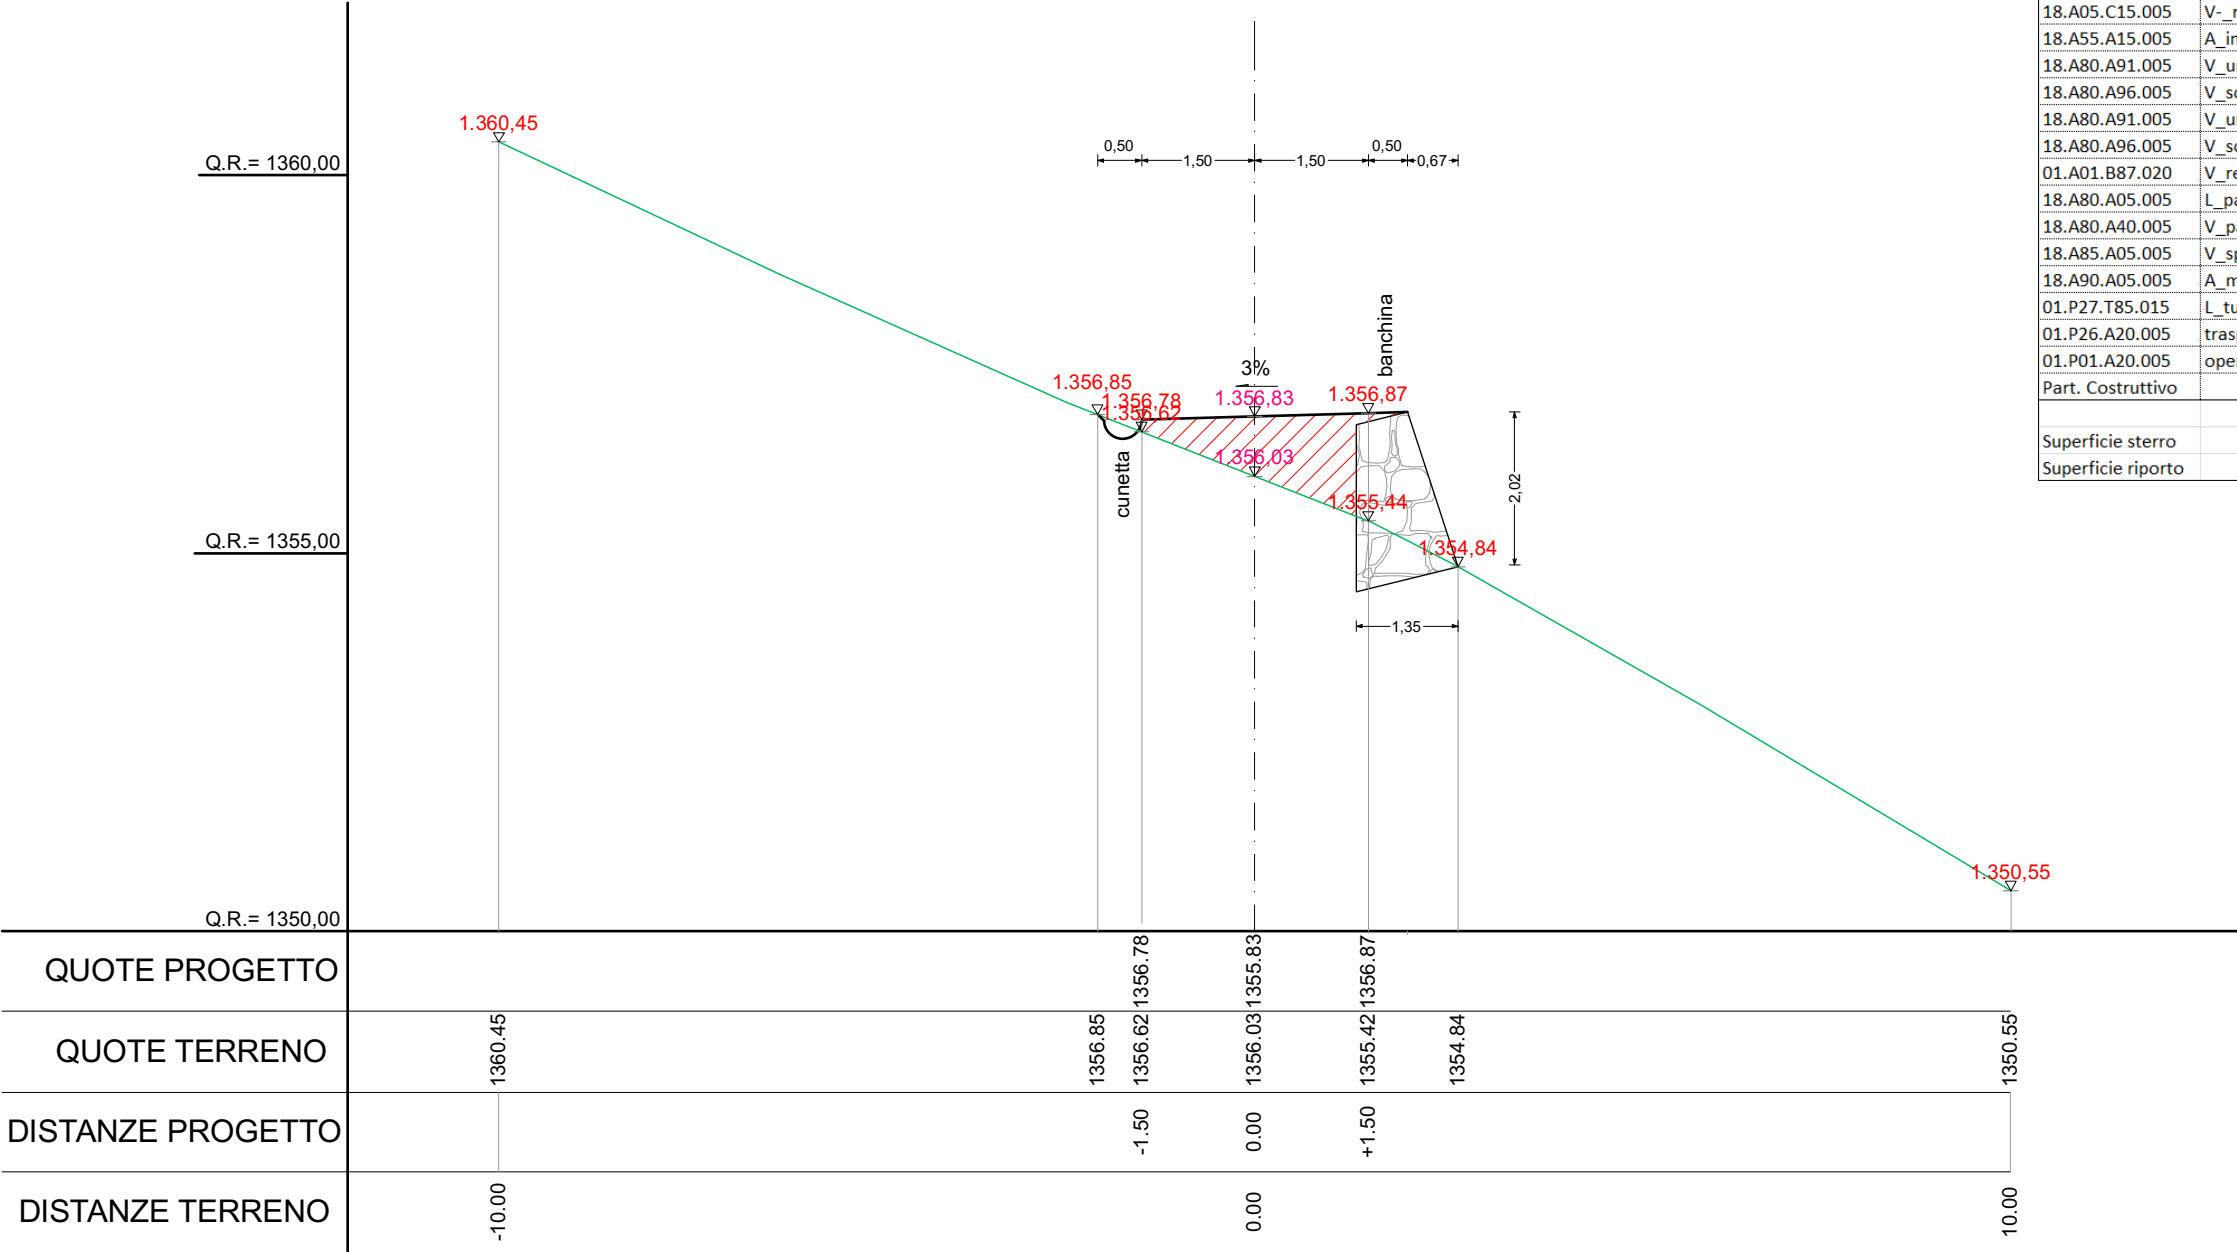 18.A05.C15.005
18.A55.A15.005
18.A80.A91.005
18.A80.A96.005
18.A80.A91.005
18.A80.A96.005
01.A01.B87.020
18.A80.A05.005
18.A80.A40.005
18.A85.A05.005
18.A90.A05.005
01.P27.T85.015
01.P26.A20.005
01.P01.A20.005
Part. Costruttivo
Superficie sterro
Superficie riporto
1.360,45
Q.R.= 1360,00
0,50 1,50 1,50 0,50 0,67
banchina
3%
1.356,85
1.356,78
1.356,62
1.356,83
1.356,87
cunetta
1.356,03
1.355,44
1.354,84
2,02
Q.R.= 1355,00
1,35
1.350,55
Q.R.= 1350,00
QUOTE PROGETTO 1356.78 1355.83 1356.87
QUOTE TERRENO 1360.45 1356.85 1356.62 1356.03 1355.42 1354.84 1350.55
DISTANZE PROGETTO -1.50 0.00 +1.50
DISTANZE TERRENO -10.00 0.00 10.00